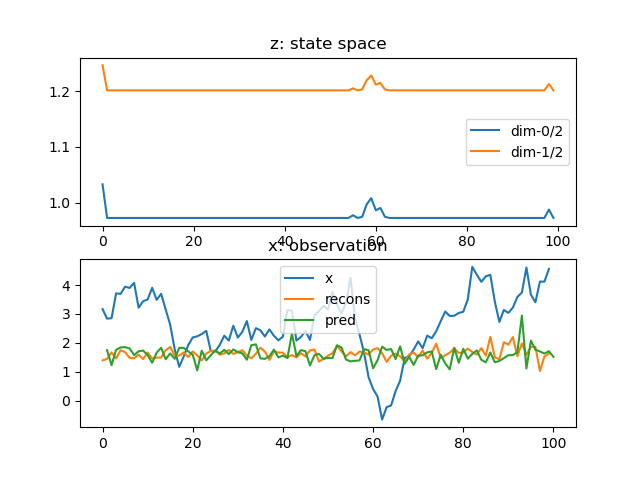 z: state space
1.2
1.1
1.0
dim-0/2
dim-1/2
0 20 40 60 80 100
x: observation
4
3
2
1
0
x
recons
pred
0 20 40 60 80 100